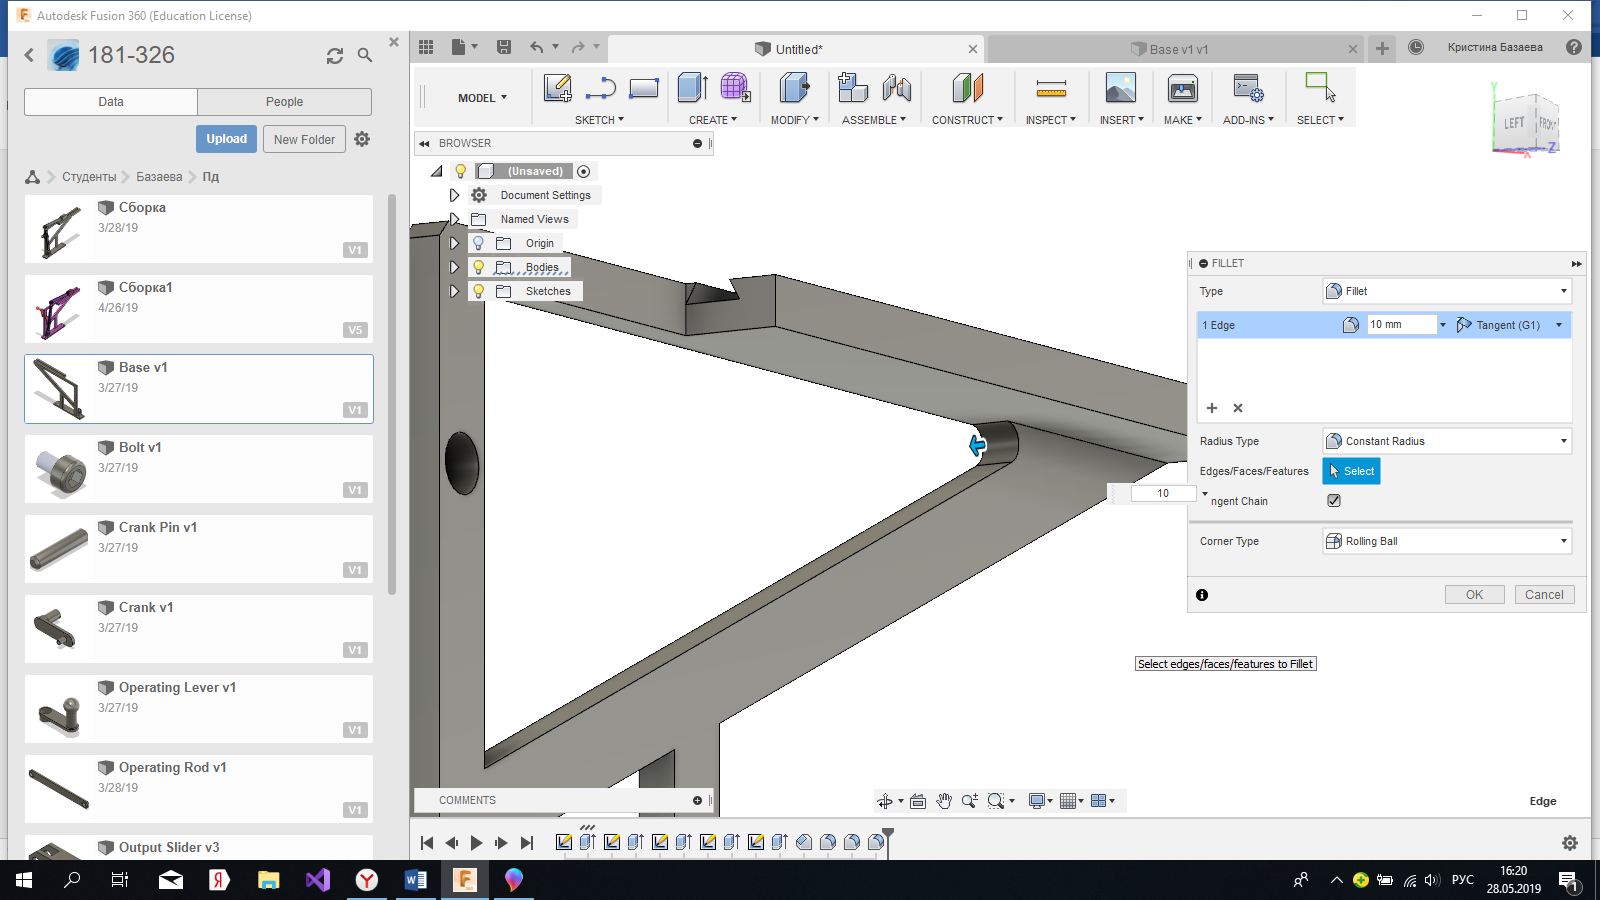 Autodesk Fusion 360 (Education License)
181-326
Data
People
Upload
New Folder
Студенты
Базаева
Пд
Сборка
3/28/19
V1
Сборка1
4/26/19
V5
Base v1
3/27/19
V1
Bolt v1
3/27/19
V1
Crank Pin v1
3/27/19
V1
Crank v1
3/27/19
V1
Operating Lever v1
3/27/19
V1
Operating Rod v1
3/28/19
V1
Output Slider v3
Untitled*
Base v1 v1
Кристина Базаева
MODEL
SKETCH
CREATE
MODIFY
ASSEMBLE
CONSTRUCT
INSPECT
INSERT
MAKE
ADD-INS
SELECT
BROWSER
(Unsaved)
Document Settings
Named Views
Origin
Bodies
Sketches
Y
LEFT
FRONT
X
Z
FILLET
Type
Fillet
1 Edge
10 mm
Tangent (G1)
Radius Type
Constant Radius
Edges/Faces/Features
Select
10
ngent Chain
Corner Type
Rolling Ball
OK
Cancel
Select edges/faces/features to Fillet
COMMENTS
Edge
РУС
16:20
28.05.2019
1